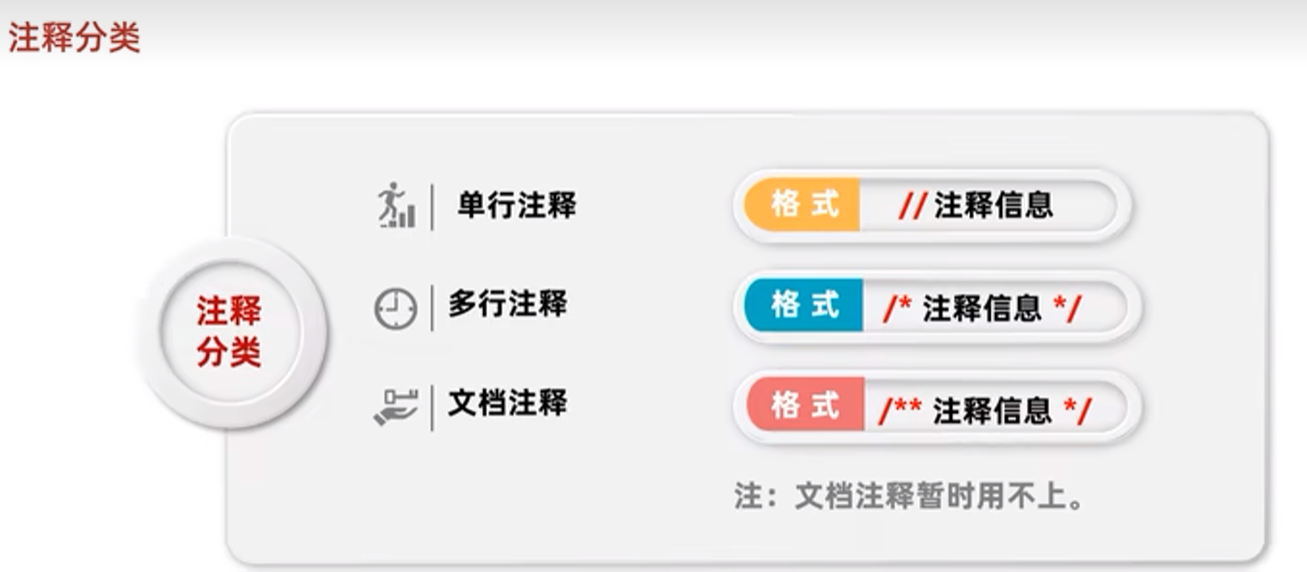 注释分类
注释
分类
单行注释
格 式
//注释信息
多行注释
格 式
/* 注释信息 */
文档注释
格 式
/** 注释信息 */
注：文档注释暂时用不上。